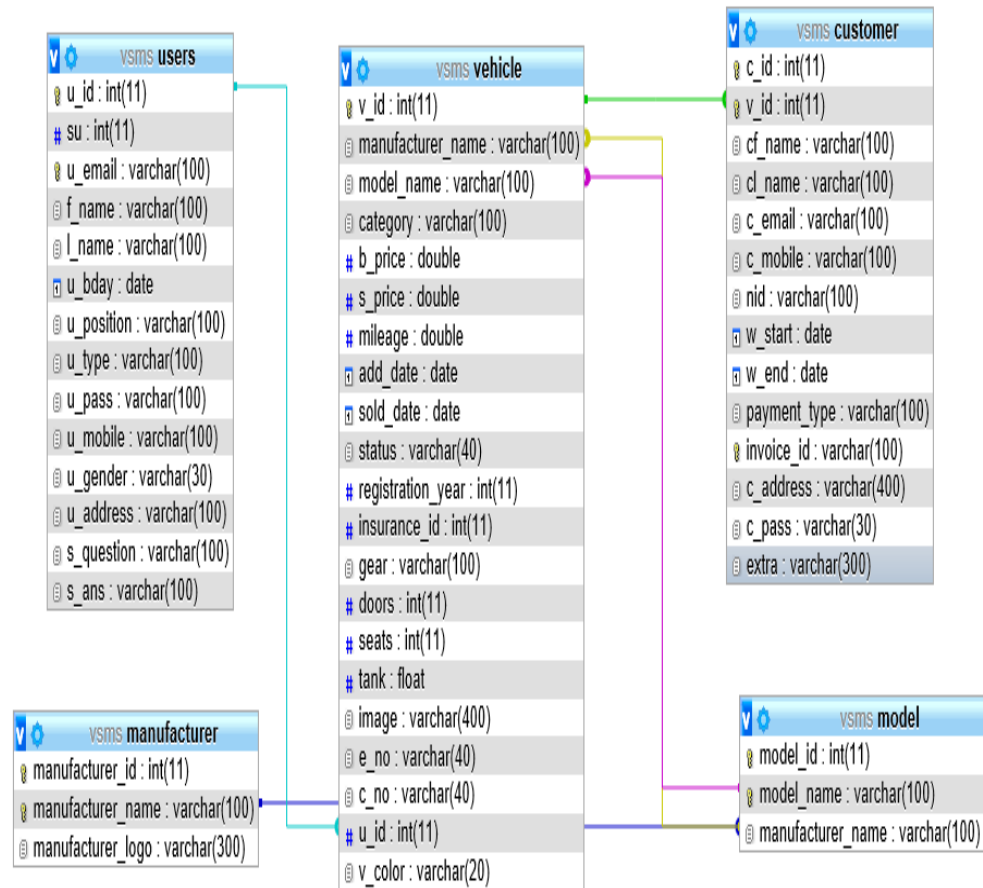 vsms users
u_id : int(11)
su : int(11)
u_email : varchar(100)
f_name : varchar(100)
l_name : varchar(100)
u_bday : date
u_position : varchar(100)
u_type : varchar(100)
u_pass : varchar(100)
u_mobile : varchar(100)
u_gender : varchar(30)
u_address : varchar(100)
s_question : varchar(100)
s_ans : varchar(100)
vsms vehicle
v_id : int(11)
manufacturer_name : varchar(100)
model_name : varchar(100)
category : varchar(100)
b_price : double
s_price : double
mileage : double
add_date : date
sold_date : date
status : varchar(40)
registration_year : int(11)
insurance_id : int(11)
gear : varchar(100)
doors : int(11)
seats : int(11)
tank : float
image : varchar(400)
e_no : varchar(40)
c_no : varchar(40)
u_id : int(11)
v_color : varchar(20)
vsms customer
c_id : int(11)
v_id : int(11)
cf_name : varchar(100)
cl_name : varchar(100)
c_email : varchar(100)
c_mobile : varchar(100)
nid : varchar(100)
w_start : date
w_end : date
payment_type : varchar(100)
invoice_id : varchar(100)
c_address : varchar(400)
c_pass : varchar(30)
extra : varchar(300)
vsms manufacturer
manufacturer_id : int(11)
manufacturer_name : varchar(100)
manufacturer_logo : varchar(300)
vsms model
model_id : int(11)
model_name : varchar(100)
manufacturer_name : varchar(100)